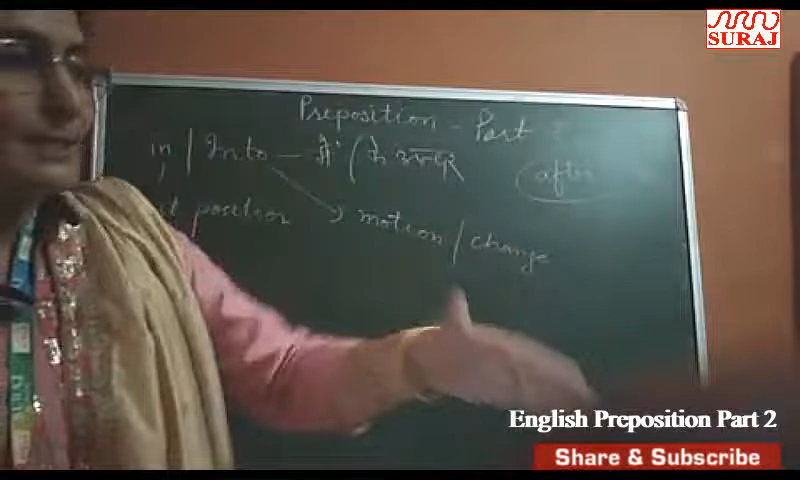 SURAJ
Preposition - Part
in / Into - में (के अन्दर
after
position
motion / change
English Preposition Part 2
Share & Subscribe